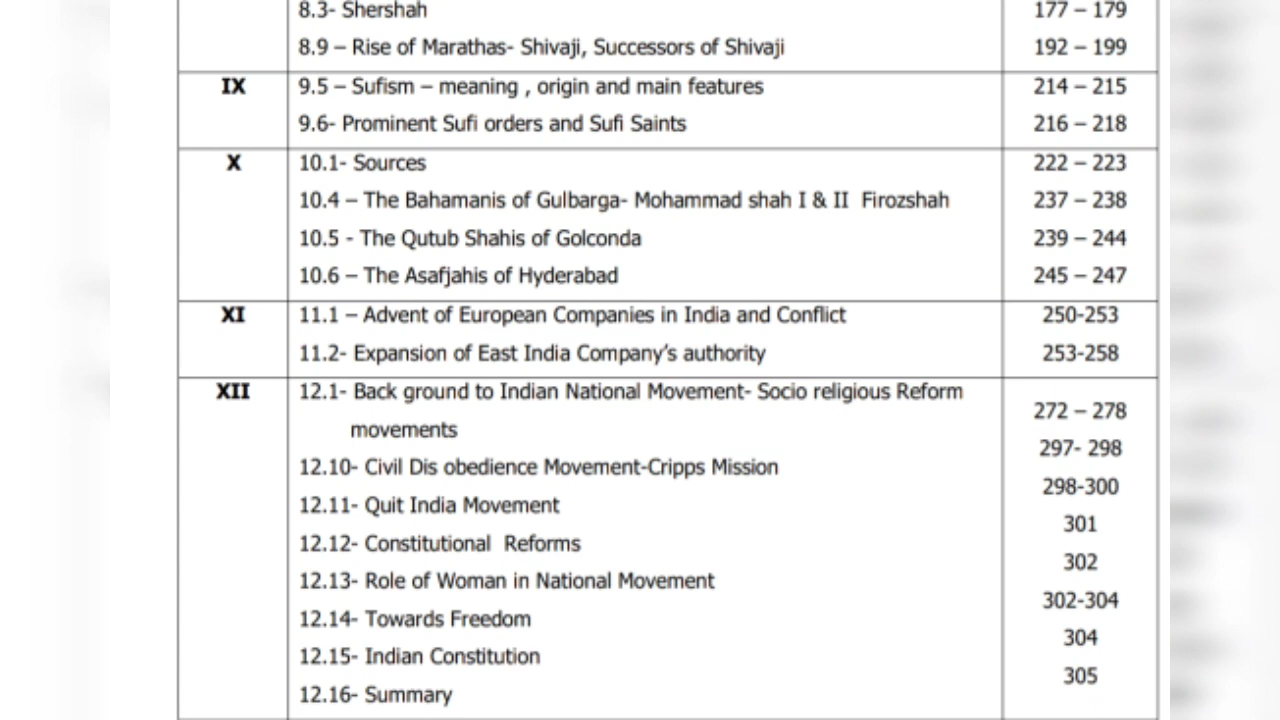 8.3- Shershah 177 – 179
8.9 – Rise of Marathas- Shivaji, Successors of Shivaji 192 – 199
IX 9.5 – Sufism – meaning , origin and main features 214 – 215
9.6- Prominent Sufi orders and Sufi Saints 216 – 218
X 10.1- Sources 222 – 223
10.4 – The Bahamanis of Gulbarga- Mohammad shah I & II Firozshah 237 – 238
10.5 - The Qutub Shahis of Golconda 239 – 244
10.6 – The Asafjahis of Hyderabad 245 – 247
XI 11.1 – Advent of European Companies in India and Conflict 250-253
11.2- Expansion of East India Company’s authority 253-258
XII 12.1- Back ground to Indian National Movement- Socio religious Reform
272 – 278
movements
297- 298
12.10- Civil Dis obedience Movement-Cripps Mission
298-300
12.11- Quit India Movement
301
12.12- Constitutional Reforms
302
12.13- Role of Woman in National Movement
302-304
12.14- Towards Freedom
304
12.15- Indian Constitution
305
12.16- Summary